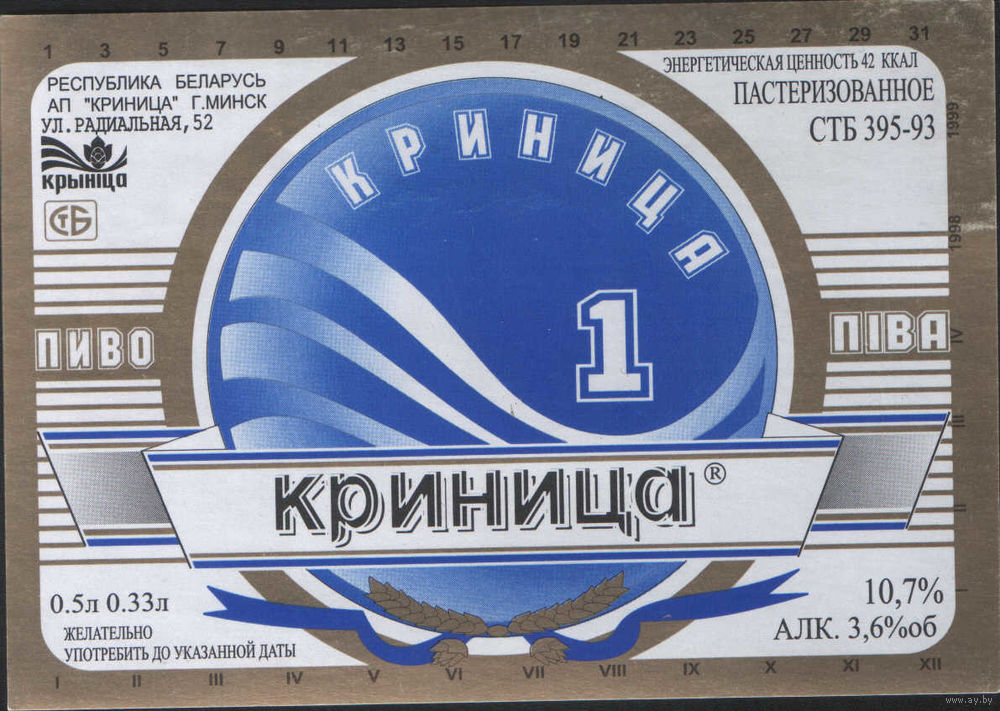 1 3 5 7 9 11 13 15 17 19 21 23 25 27 29 31
РЕСПУБЛИКА БЕЛАРУСЬ
АП "КРИНИЦА" Г.МИНСК
УЛ.РАДИАЛЬНАЯ,52
крынiца
СТБ
ЭНЕРГЕТИЧЕСКАЯ ЦЕННОСТЬ 42 ККАЛ
ПАСТЕРИЗОВАННОЕ
СТБ 395-93
1999
1998
КРИНИЦА
1
ПИВО
ПIВА
IV
III
II
криница®
0.5л 0.33л
ЖЕЛАТЕЛЬНО
УПОТРЕБИТЬ ДО УКАЗАННОЙ ДАТЫ
10,7%
АЛК. 3,6%об
I II III IV V VI VII VIII IX X XI XII
www.ay.by